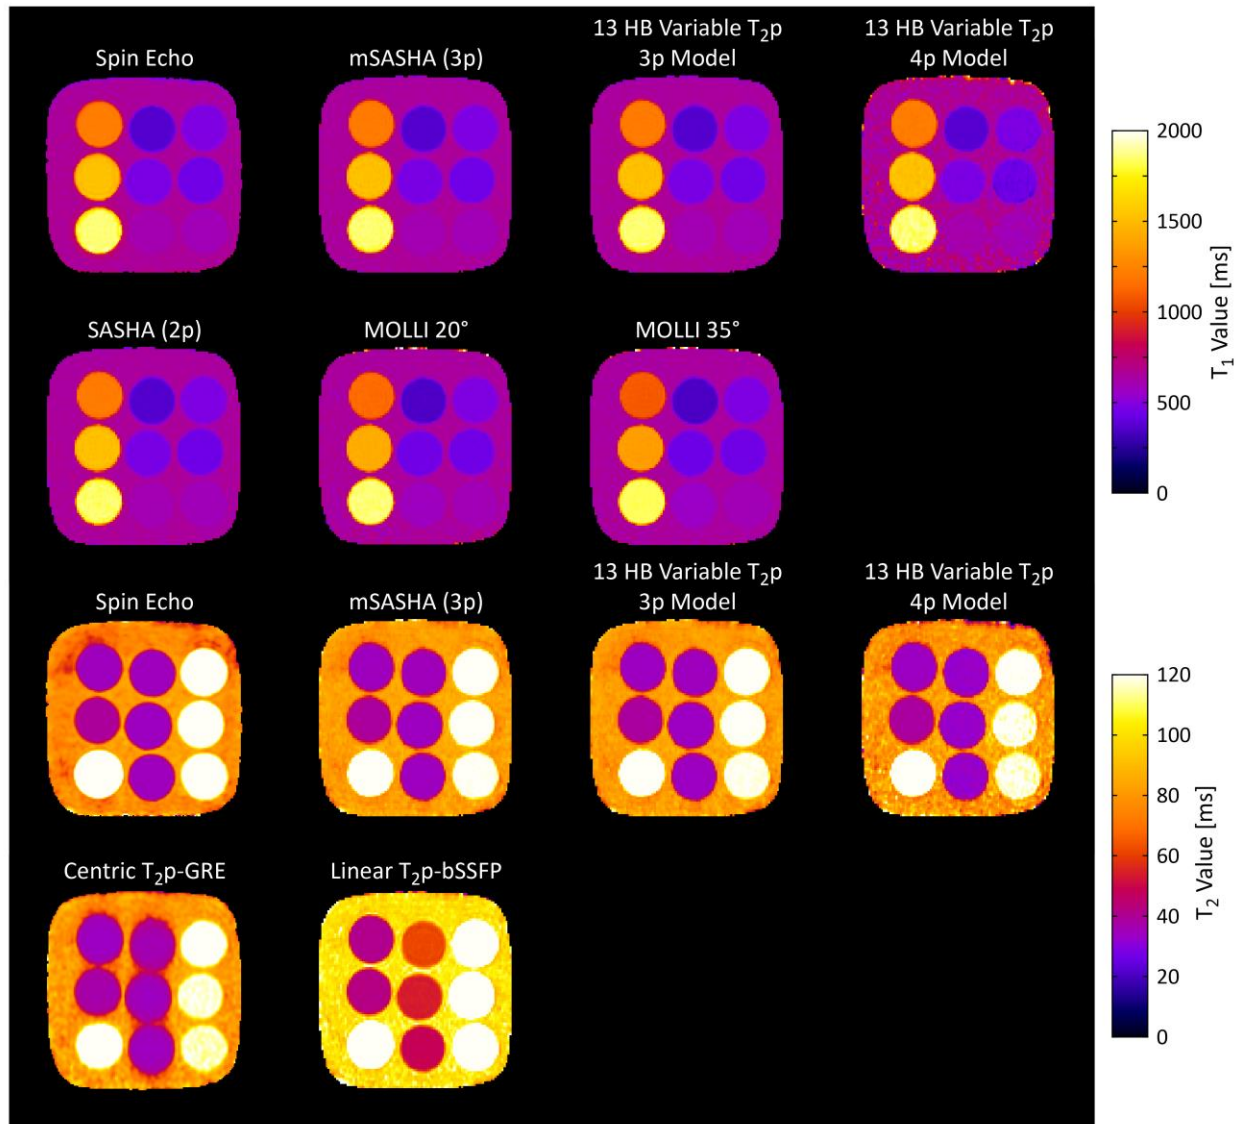 13 HB Variable T₂p 13 HB Variable T₂p
Spin Echo mSASHA (3p) 3p Model 4p Model
2000
1500
1000
500
0
T₁ Value [ms]
SASHA (2p) MOLLI 20° MOLLI 35°
13 HB Variable T₂p 13 HB Variable T₂p
Spin Echo mSASHA (3p) 3p Model 4p Model
120
100
80
60
40
20
0
T₂ Value [ms]
Centric T₂p-GRE Linear T₂p-bSSFP